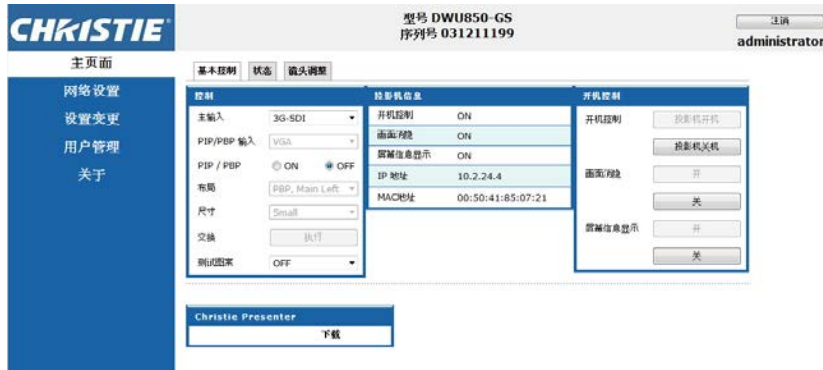 CHRISTIE
型号 DWU850-GS
序列号 031211199
注销
administrator
主页面
网络设置
设置变更
用户管理
关于
基本控制 状态 镜头调整
控制
主输入 3G-SDI
PIP/PBP 输入 VGA
PIP / PBP ON OFF
布局 PBP, Main Left
尺寸 Small
交换 执行
测试图案 OFF
投影机信息
开机控制 ON
画面消隐 ON
屏幕信息显示 ON
IP 地址 10.2.24.4
MAC地址 00:50:41:85:07:21
开机控制
开机控制 投影机开机
投影机关机
画面消隐 开
关
屏幕信息显示 开
关
Christie Presenter
下载